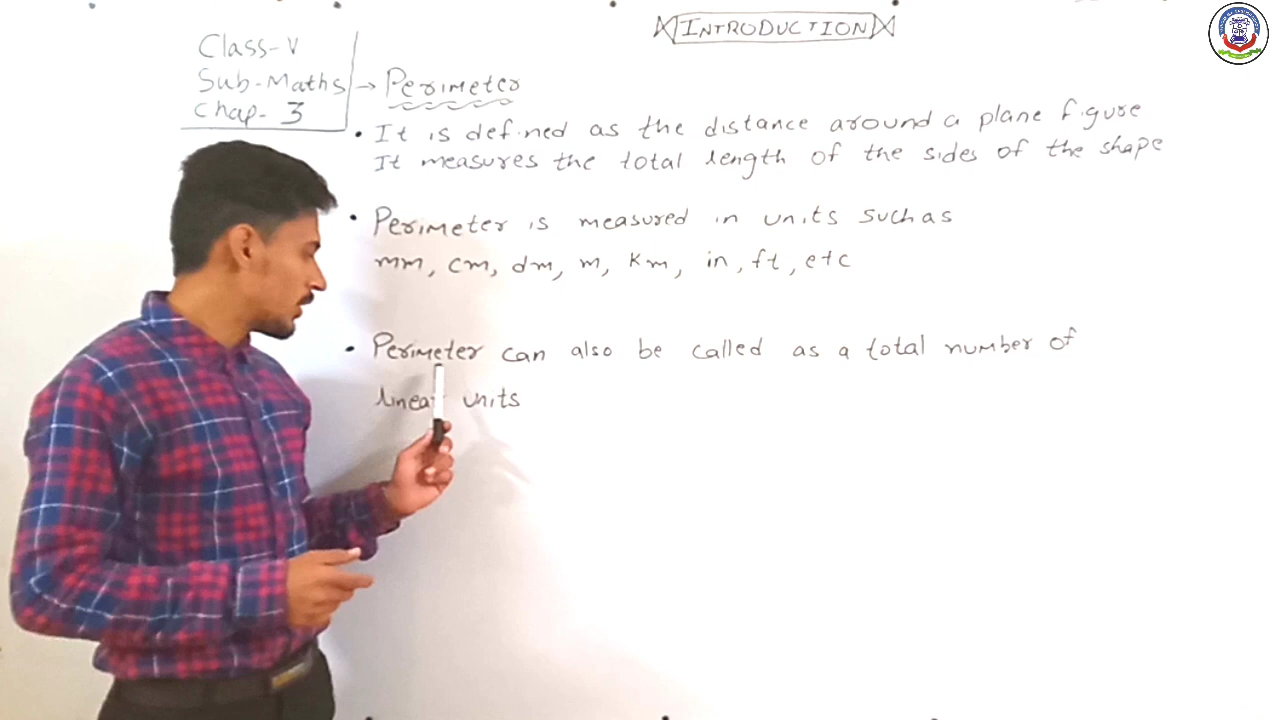 INTRODUCTION
Class-V
Sub-Maths → Perimeter
Chap- 3
• It is defined as the distance around a plane figure
It measures the total length of the sides of the shape
• Perimeter is measured in units such as
mm, cm, dm, m, km, in, ft, etc
• Perimeter can also be called as a total number of
linear units